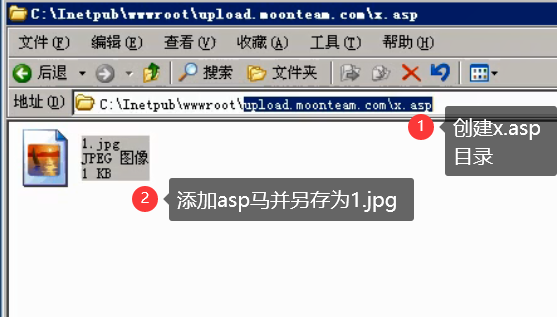 C:\Inetpub\wwwroot\upload.moonteam.com\x.asp
文件(F) 编辑(E) 查看(V) 收藏(A) 工具(T) 帮助(H)
后退 搜索 文件夹
地址(D) C:\Inetpub\wwwroot\upload.moonteam.com\x.asp
1 创建x.asp
目录
1.jpg
JPEG 图像
1 KB
2 添加asp马并另存为1.jpg